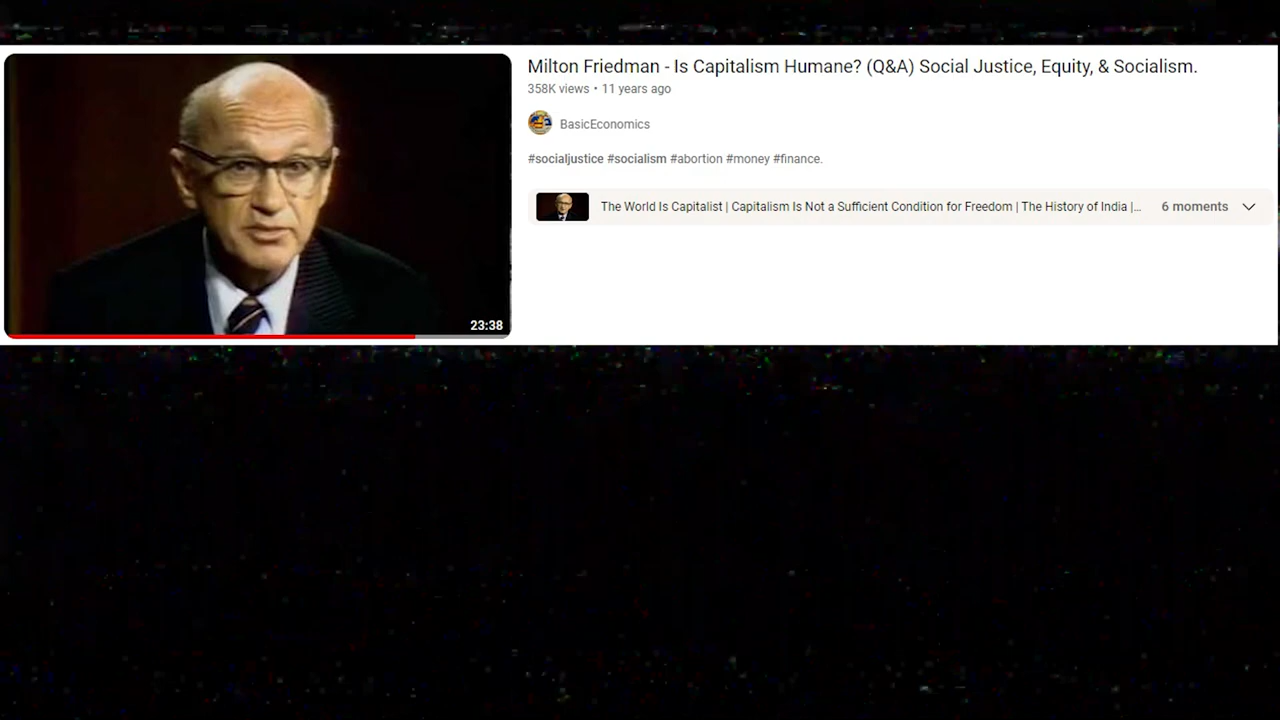 Milton Friedman - Is Capitalism Humane? (Q&A) Social Justice, Equity, & Socialism.
358K views • 11 years ago
BasicEconomics
#socialjustice #socialism #abortion #money #finance.
The World Is Capitalist | Capitalism Is Not a Sufficient Condition for Freedom | The History of India |... 6 moments
23:38